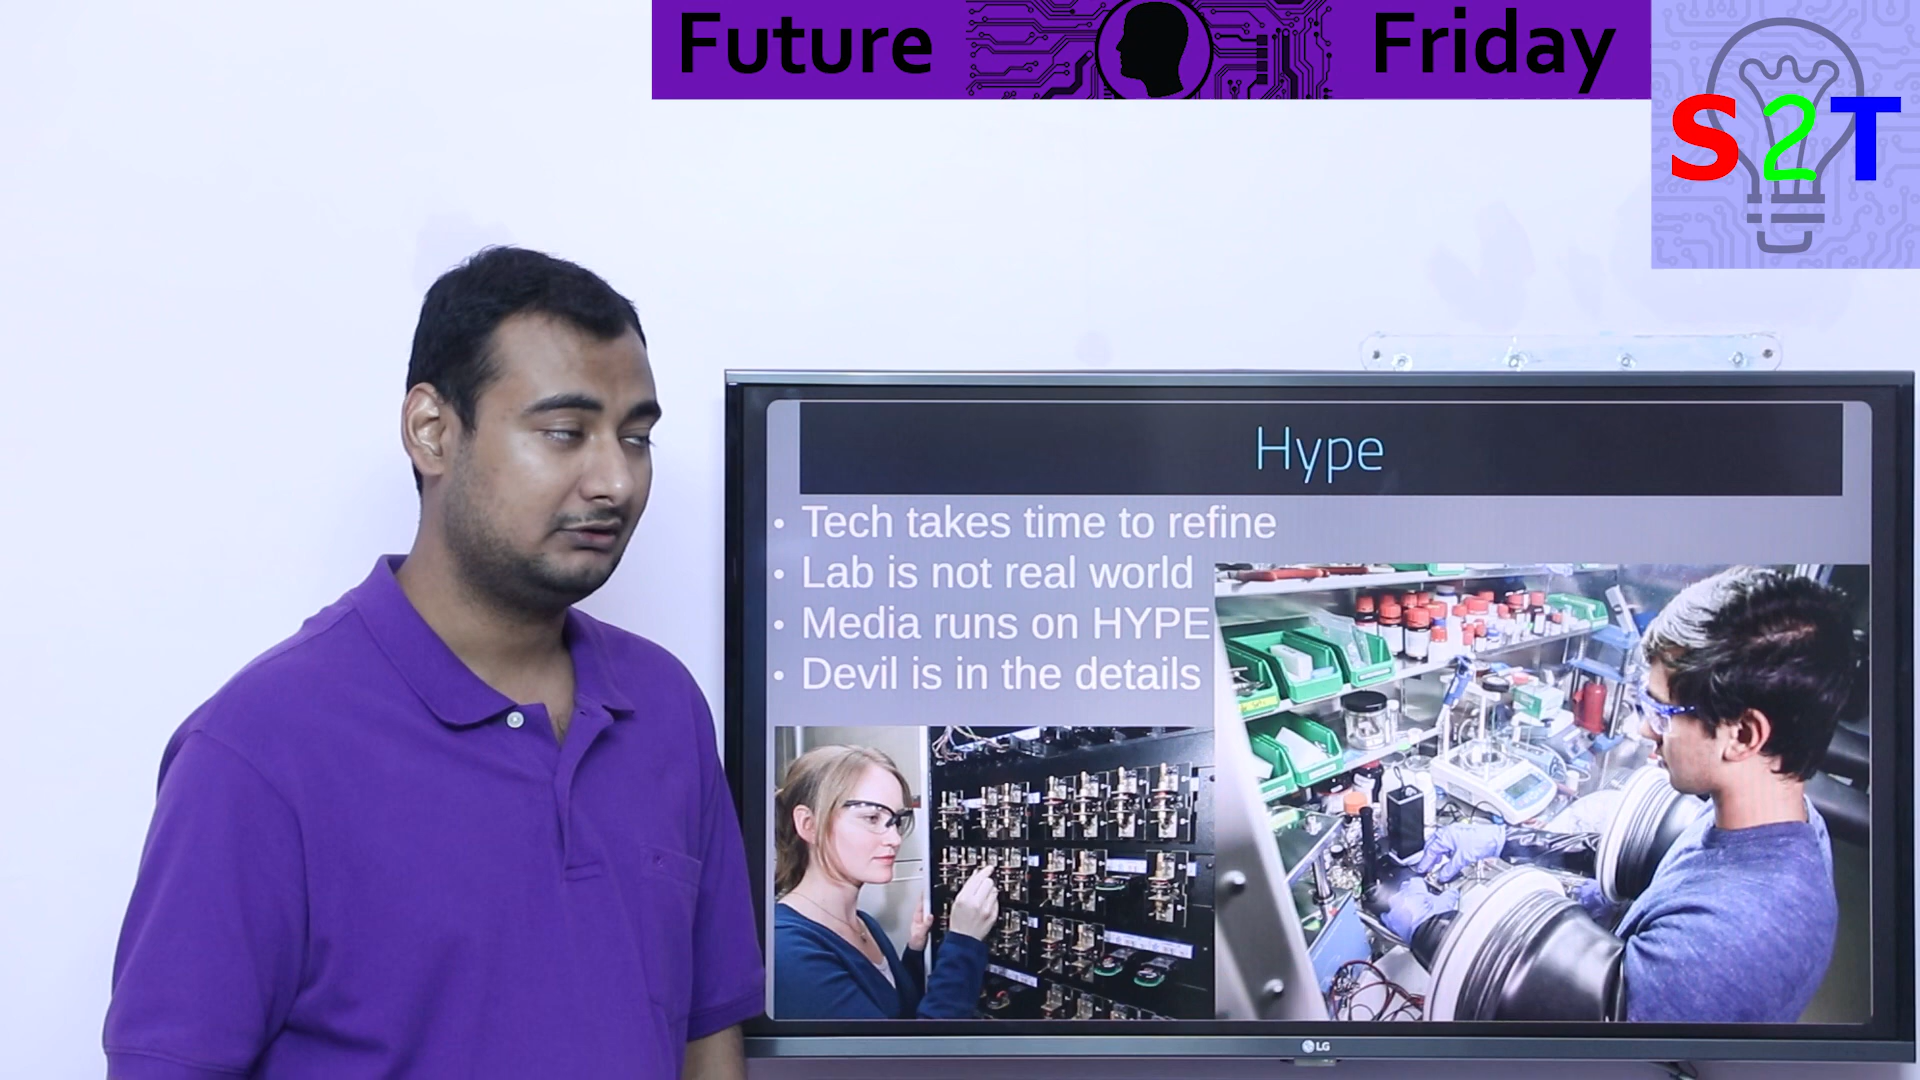 Future Friday
S2T
Hype
• Tech takes time to refine
• Lab is not real world
• Media runs on HYPE
• Devil is in the details
LG